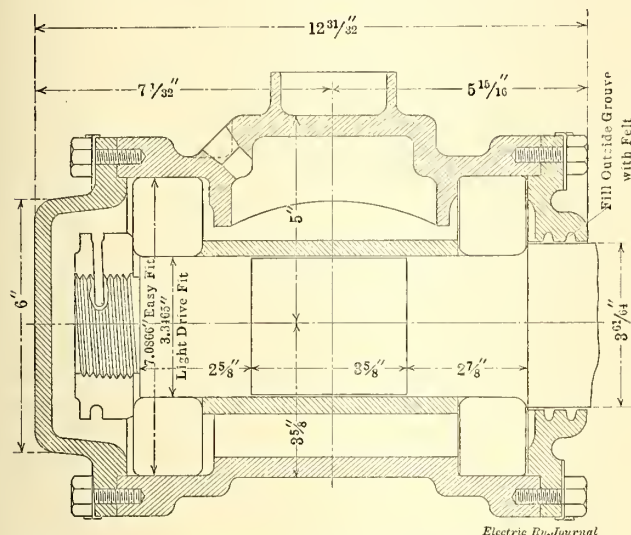 12 31/32"
7 1/32"
5 15/16"
Fill Outside Groove
with Felt
5"
6"
7.0866" Easy Fit
3.3465"
Light Drive Fit
2 5/8"
3 5/8"
2 7/8"
3 61/64"
3 5/8"
Electric Ry. Journal